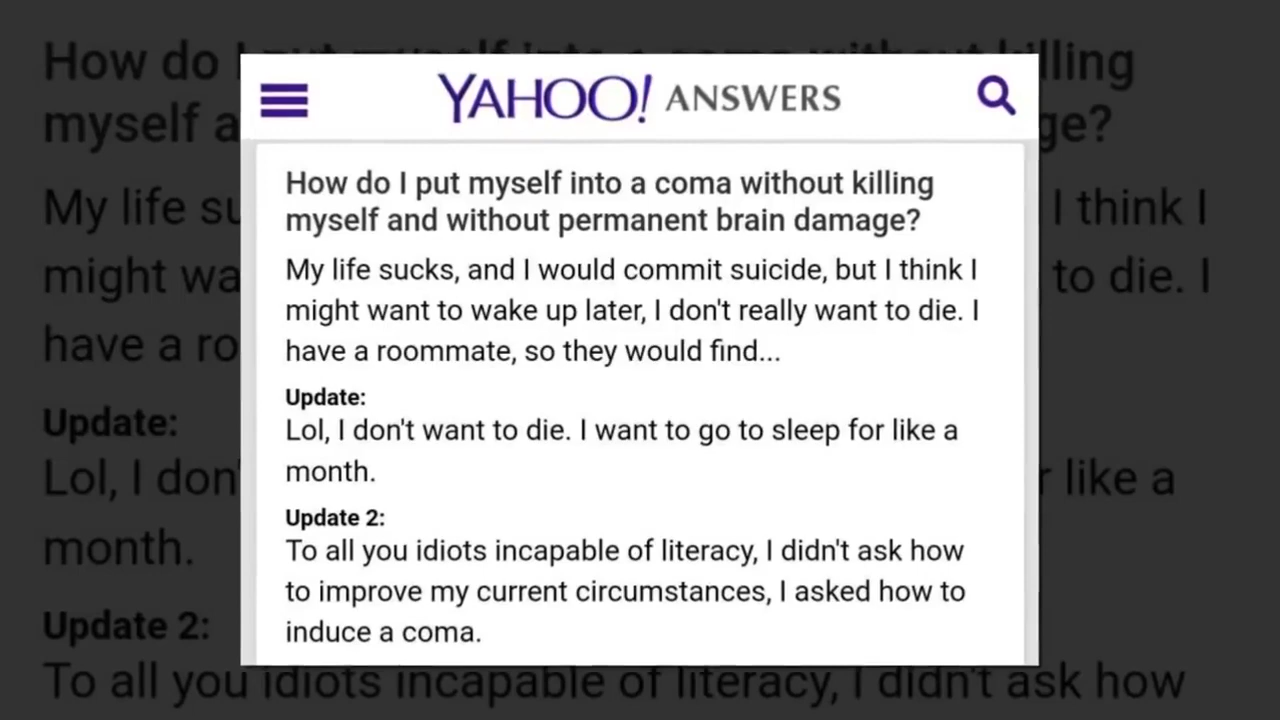 YAHOO! ANSWERS
How do I put myself into a coma without killing
myself and without permanent brain damage?
My life sucks, and I would commit suicide, but I think I
might want to wake up later, I don't really want to die. I
have a roommate, so they would find...
Update:
Lol, I don't want to die. I want to go to sleep for like a
month.
Update 2:
To all you idiots incapable of literacy, I didn't ask how
to improve my current circumstances, I asked how to
induce a coma.